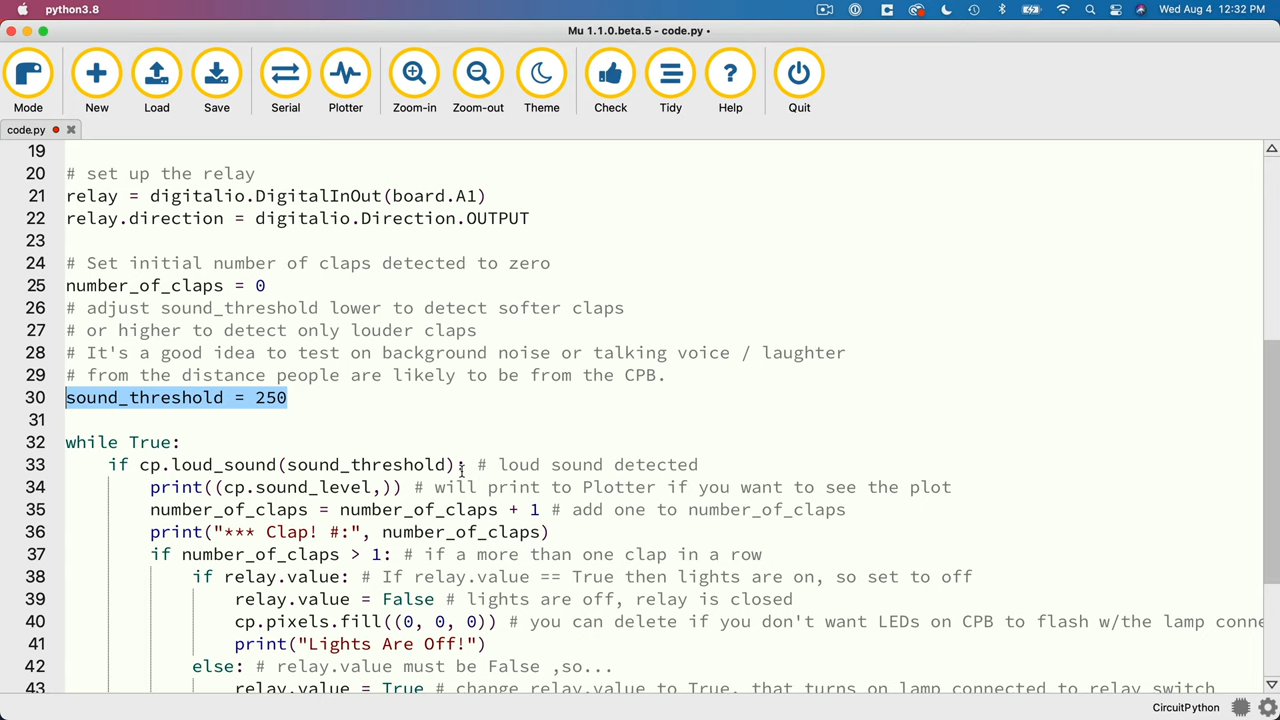 python3.8
Wed Aug 4 12:32 PM
Mu 1.1.0.beta.5 - code.py •
Mode New Load Save Serial Plotter Zoom-in Zoom-out Theme Check Tidy Help Quit
code.py
19
20 # set up the relay
21 relay = digitalio.DigitalInOut(board.A1)
22 relay.direction = digitalio.Direction.OUTPUT
23
24 # Set initial number of claps detected to zero
25 number_of_claps = 0
26 # adjust sound_threshold lower to detect softer claps
27 # or higher to detect only louder claps
28 # It's a good idea to test on background noise or talking voice / laughter
29 # from the distance people are likely to be from the CPB.
30 sound_threshold = 250
31
32 while True:
33 if cp.loud_sound(sound_threshold): # loud sound detected
34 print((cp.sound_level,)) # will print to Plotter if you want to see the plot
35 number_of_claps = number_of_claps + 1 # add one to number_of_claps
36 print("*** Clap! #:", number_of_claps)
37 if number_of_claps > 1: # if a more than one clap in a row
38 if relay.value: # If relay.value == True then lights are on, so set to off
39 relay.value = False # lights are off, relay is closed
40 cp.pixels.fill((0, 0, 0)) # you can delete if you don't want LEDs on CPB to flash w/the lamp conne
41 print("Lights Are Off!")
42 else: # relay.value must be False ,so...
43 relay.value = True # change relay.value to True, that turns on lamp connected to relay switch
CircuitPython